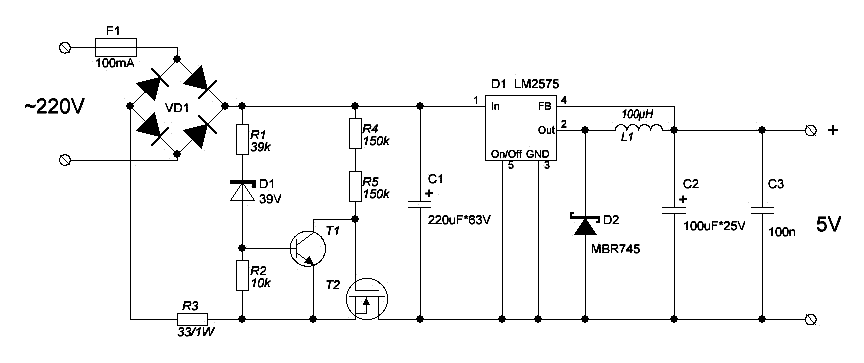 F1
100mA
~220V
VD1
R1
39k
D1
39V
R2
10k
R3
33/1W
R4
150k
R5
150k
T1
T2
C1
+
220uF*63V
D1 LM2575
1
In
FB
4
Out
2
On/Off
GND
5
3
100µH
L1
D2
MBR745
C2
+
100uF*25V
C3
100n
+
5V